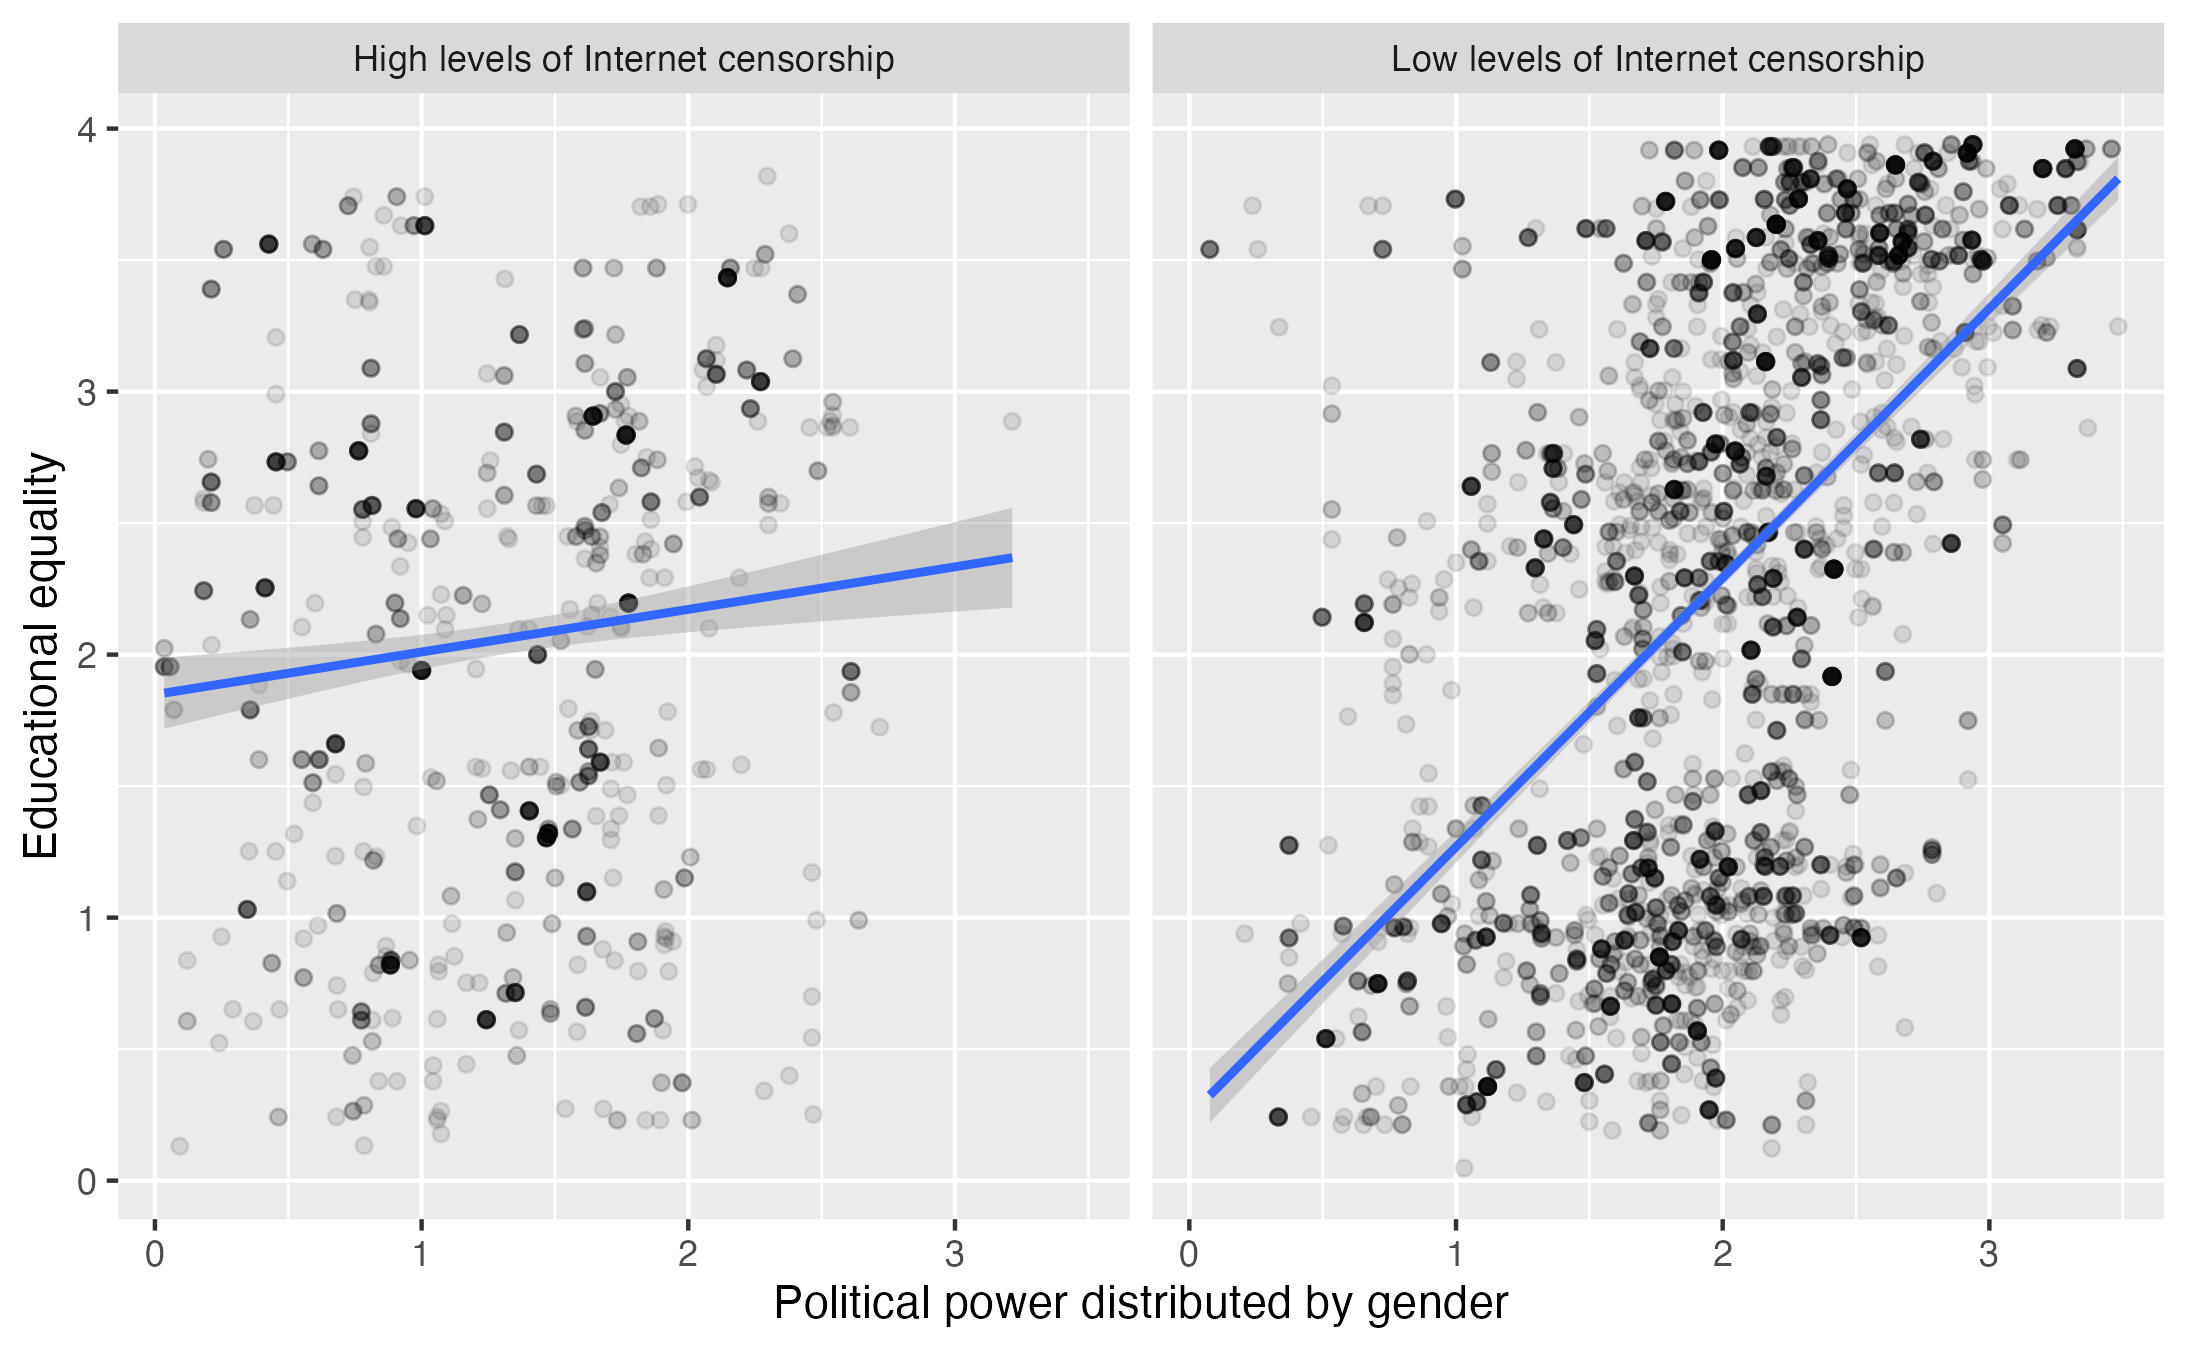 High levels of Internet censorship
Low levels of Internet censorship
Educational equality
4
3
2
1
0
0 1 2 3
0 1 2 3
Political power distributed by gender